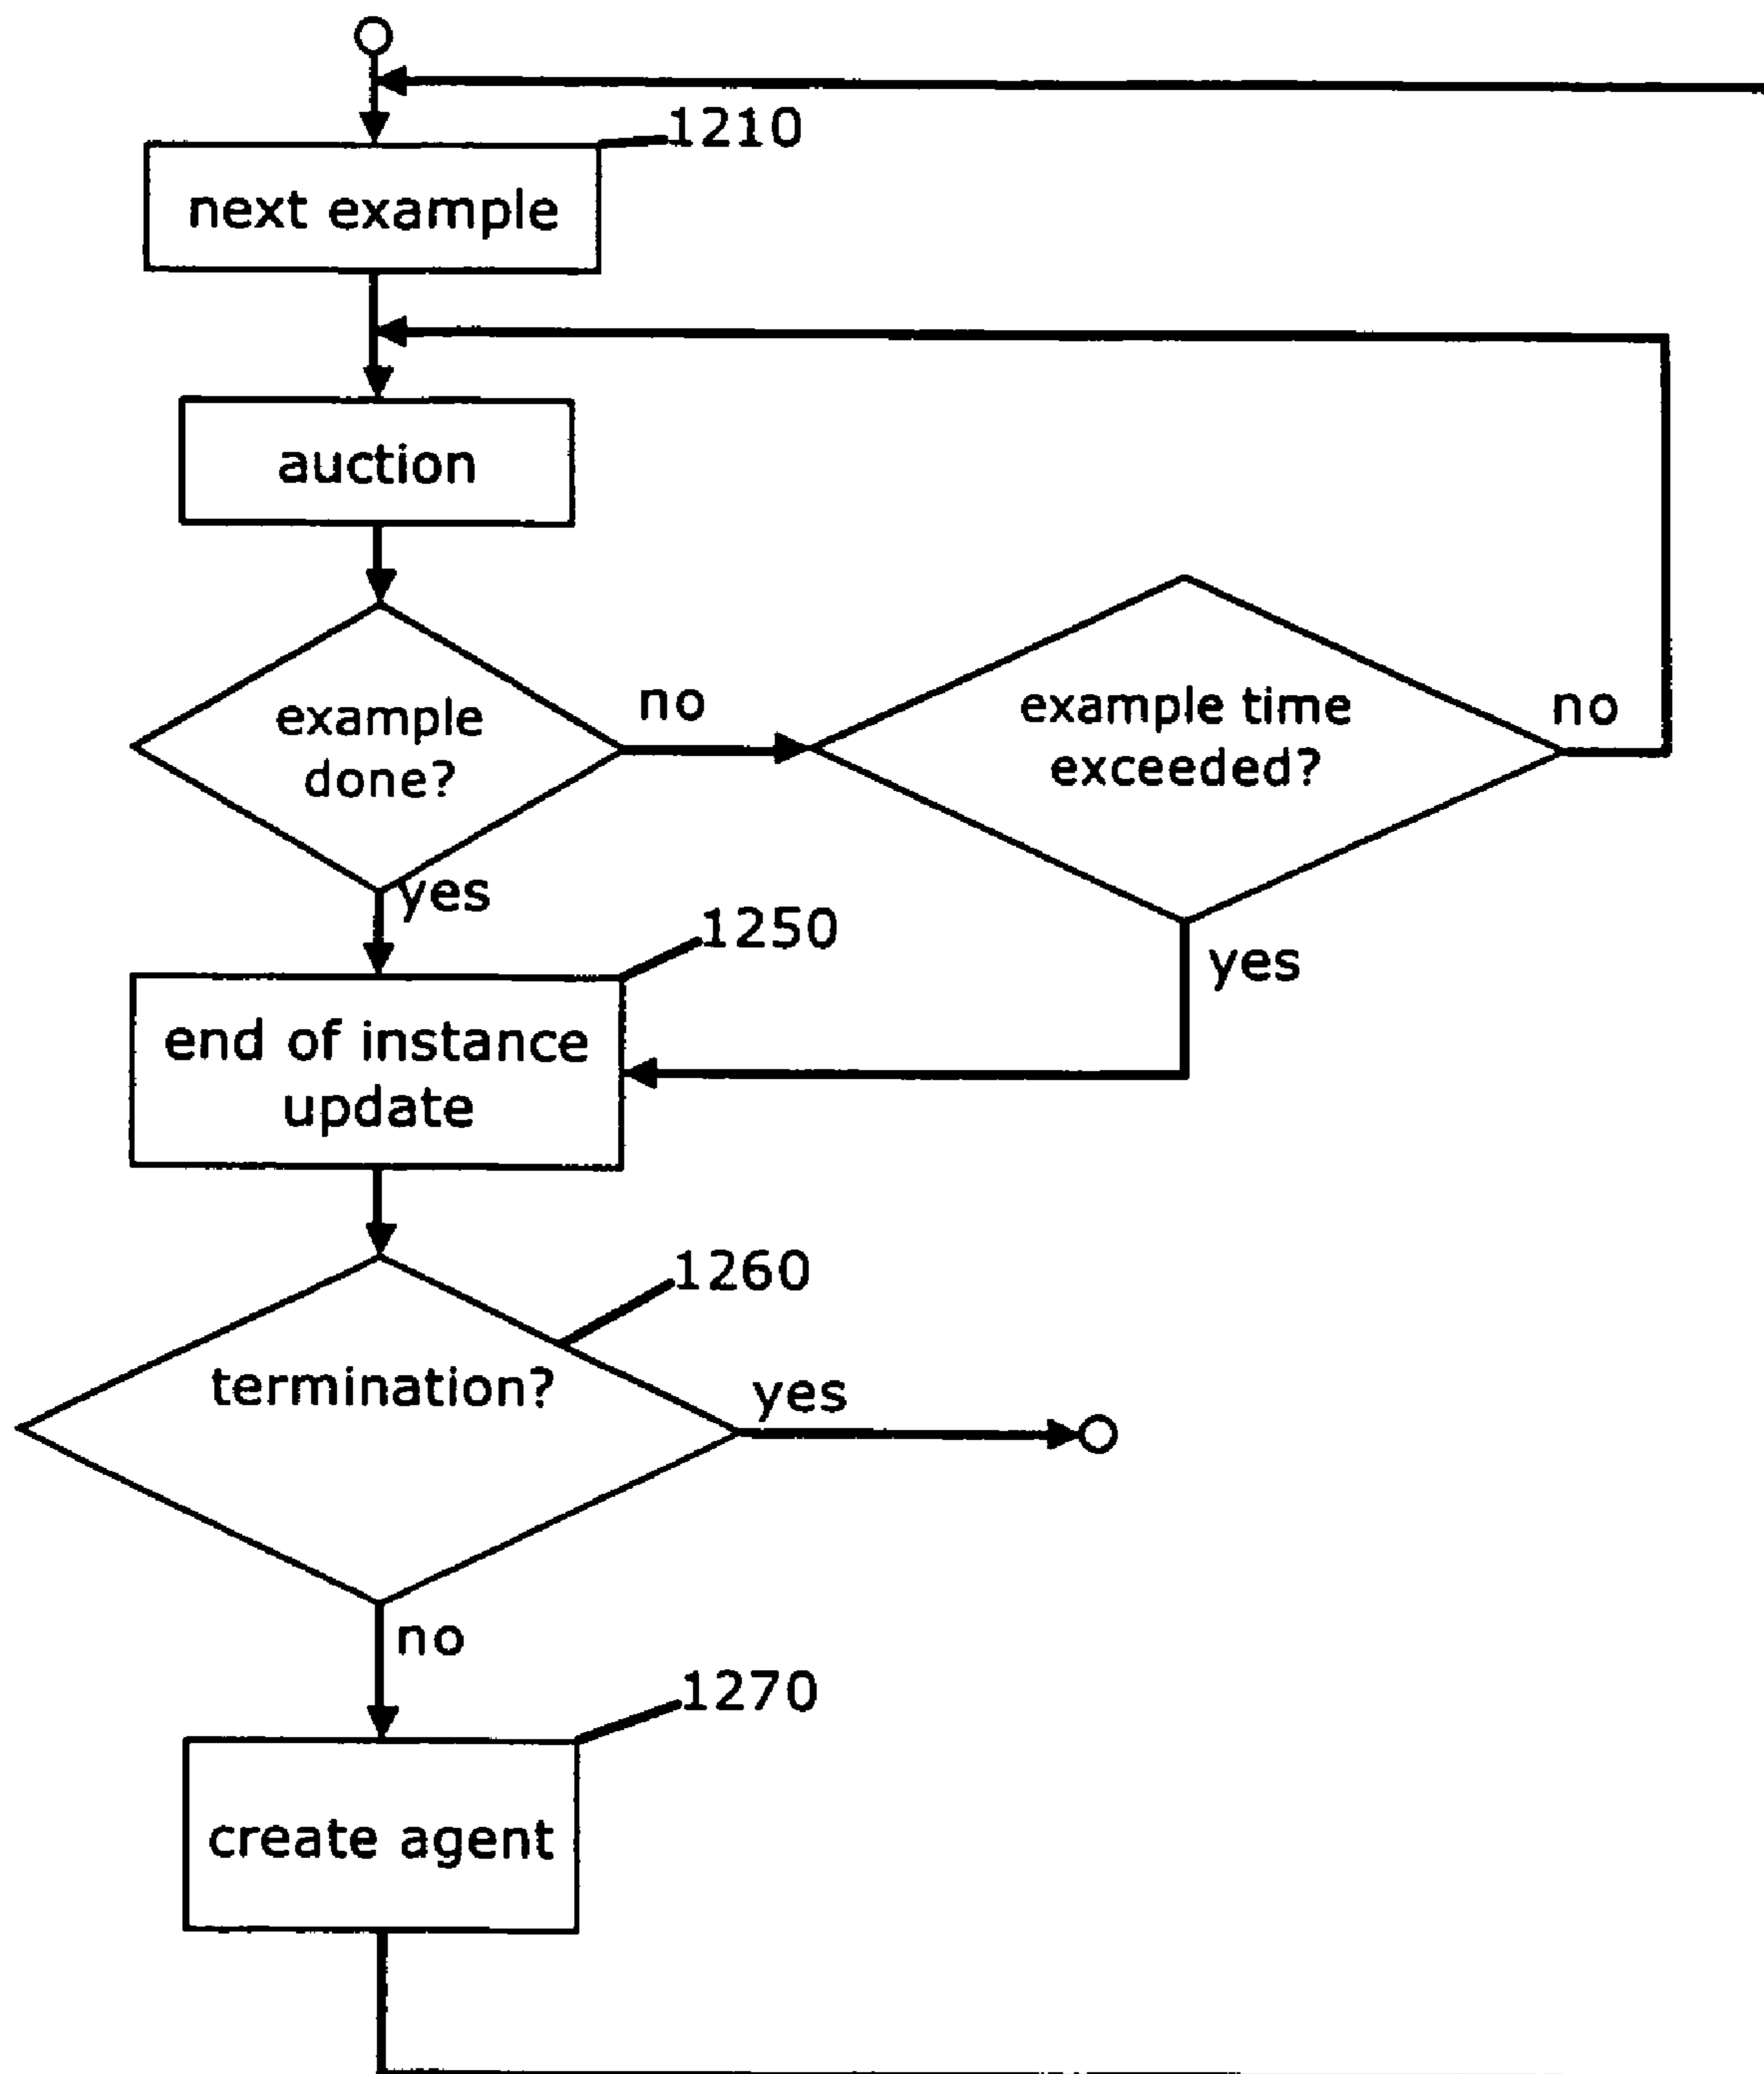 1210
next example
auction
example
done?
no
example time
exceeded?
no
yes
yes
1250
end of instance
update
1260
termination?
yes
no
1270
create agent